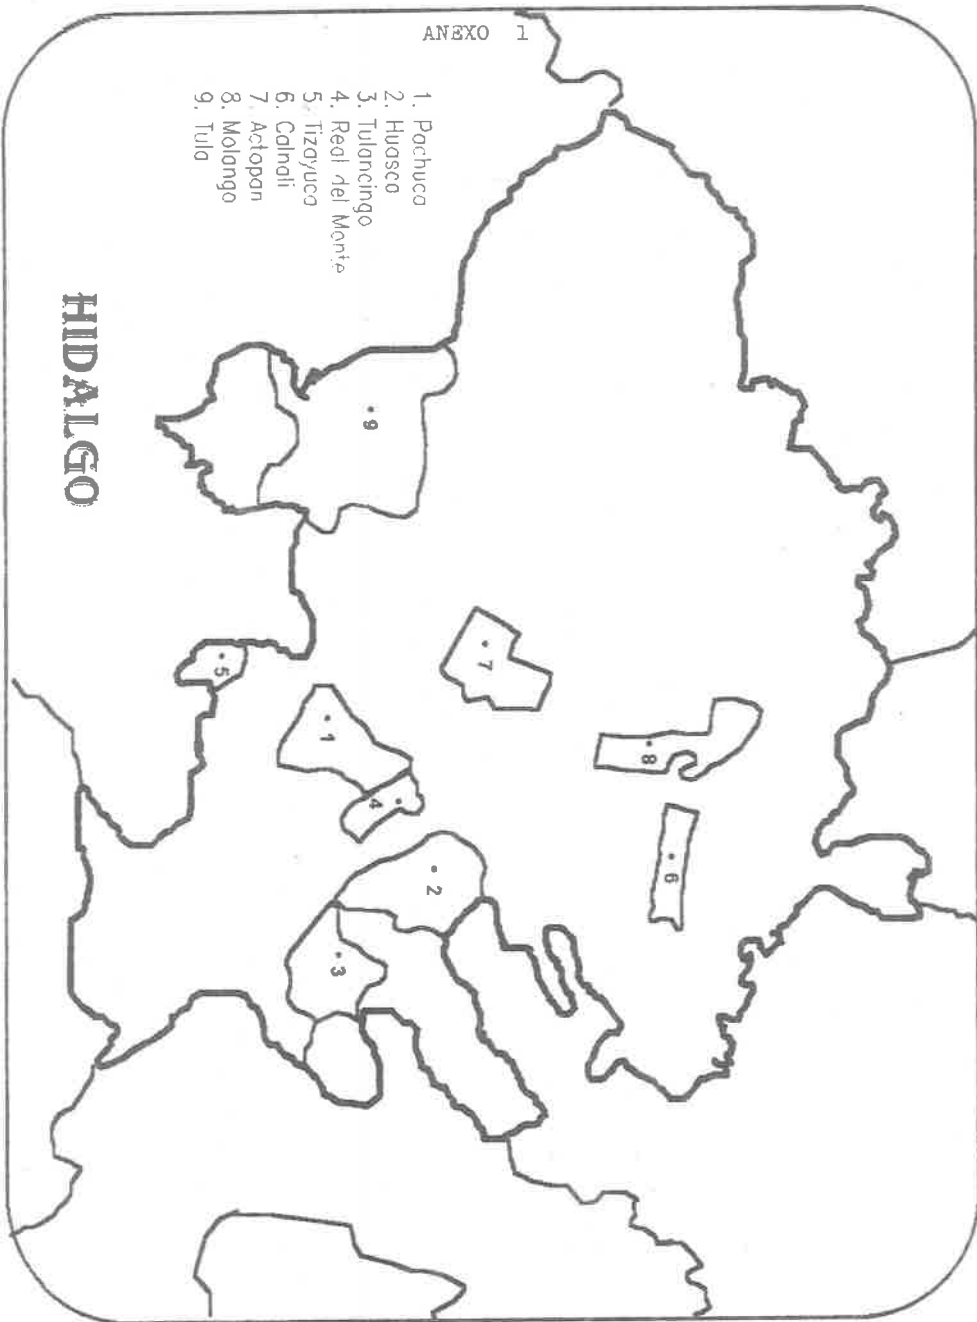 ANEXO 1
1. Pachuca
2. Huasca
3. Tulancingo
4. Real del Monte
5. Tizayuca
6. Calnali
7. Actopan
8. Molango
9. Tula
HIDALGO
9
5
7
1
8
4
2
6
3